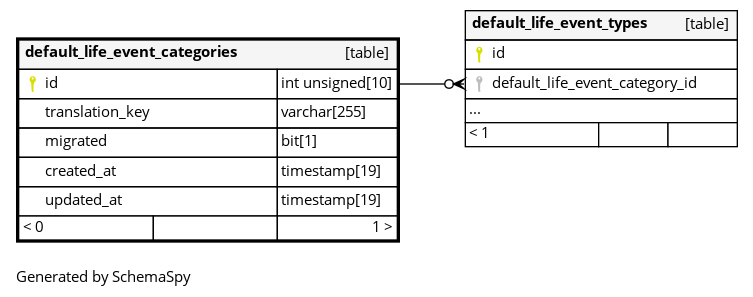 default_life_event_categories [table]
id int unsigned[10]
translation_key varchar[255]
migrated bit[1]
created_at timestamp[19]
updated_at timestamp[19]
< 0 1 >
default_life_event_types [table]
id
default_life_event_category_id
...
< 1
Generated by SchemaSpy